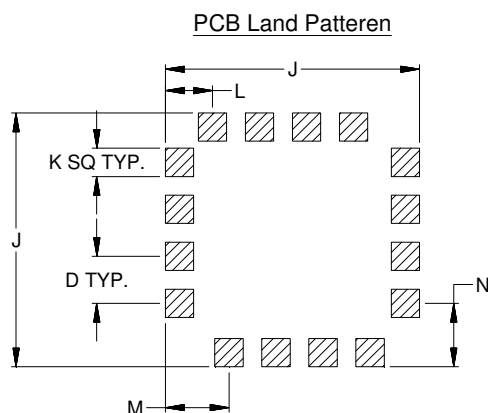 PCB Land Patteren
J
L
K SQ TYP.
J
D TYP.
N
M